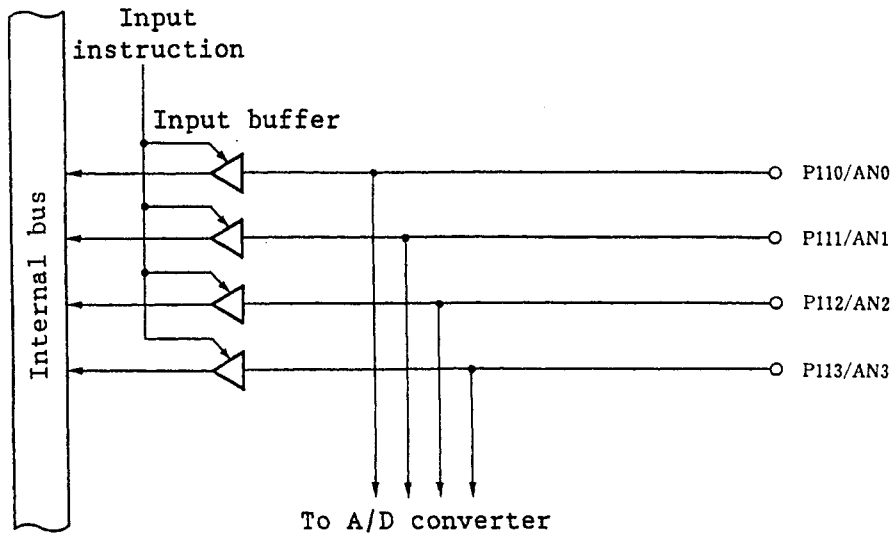 Input
instruction
Input buffer
P110/AN0
P111/AN1
Internal bus
P112/AN2
P113/AN3
To A/D converter